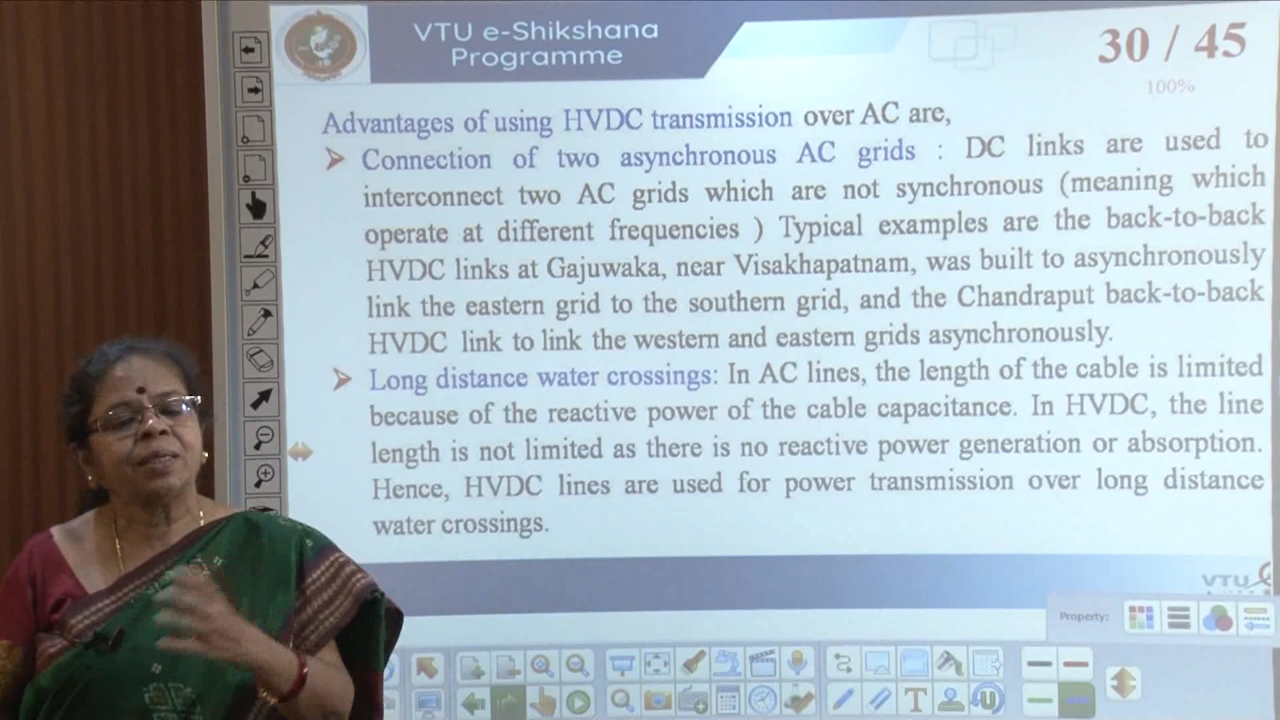 VTU e-Shikshana
Programme
30 / 45
100%
Advantages of using HVDC transmission over AC are,
Connection of two asynchronous AC grids : DC links are used to
interconnect two AC grids which are not synchronous (meaning which
operate at different frequencies ) Typical examples are the back-to-back
HVDC links at Gajuwaka, near Visakhapatnam, was built to asynchronously
link the eastern grid to the southern grid, and the Chandraput back-to-back
HVDC link to link the western and eastern grids asynchronously.
Long distance water crossings: In AC lines, the length of the cable is limited
because of the reactive power of the cable capacitance. In HVDC, the line
length is not limited as there is no reactive power generation or absorption.
Hence, HVDC lines are used for power transmission over long distance
water crossings.
VTU
Property:
T